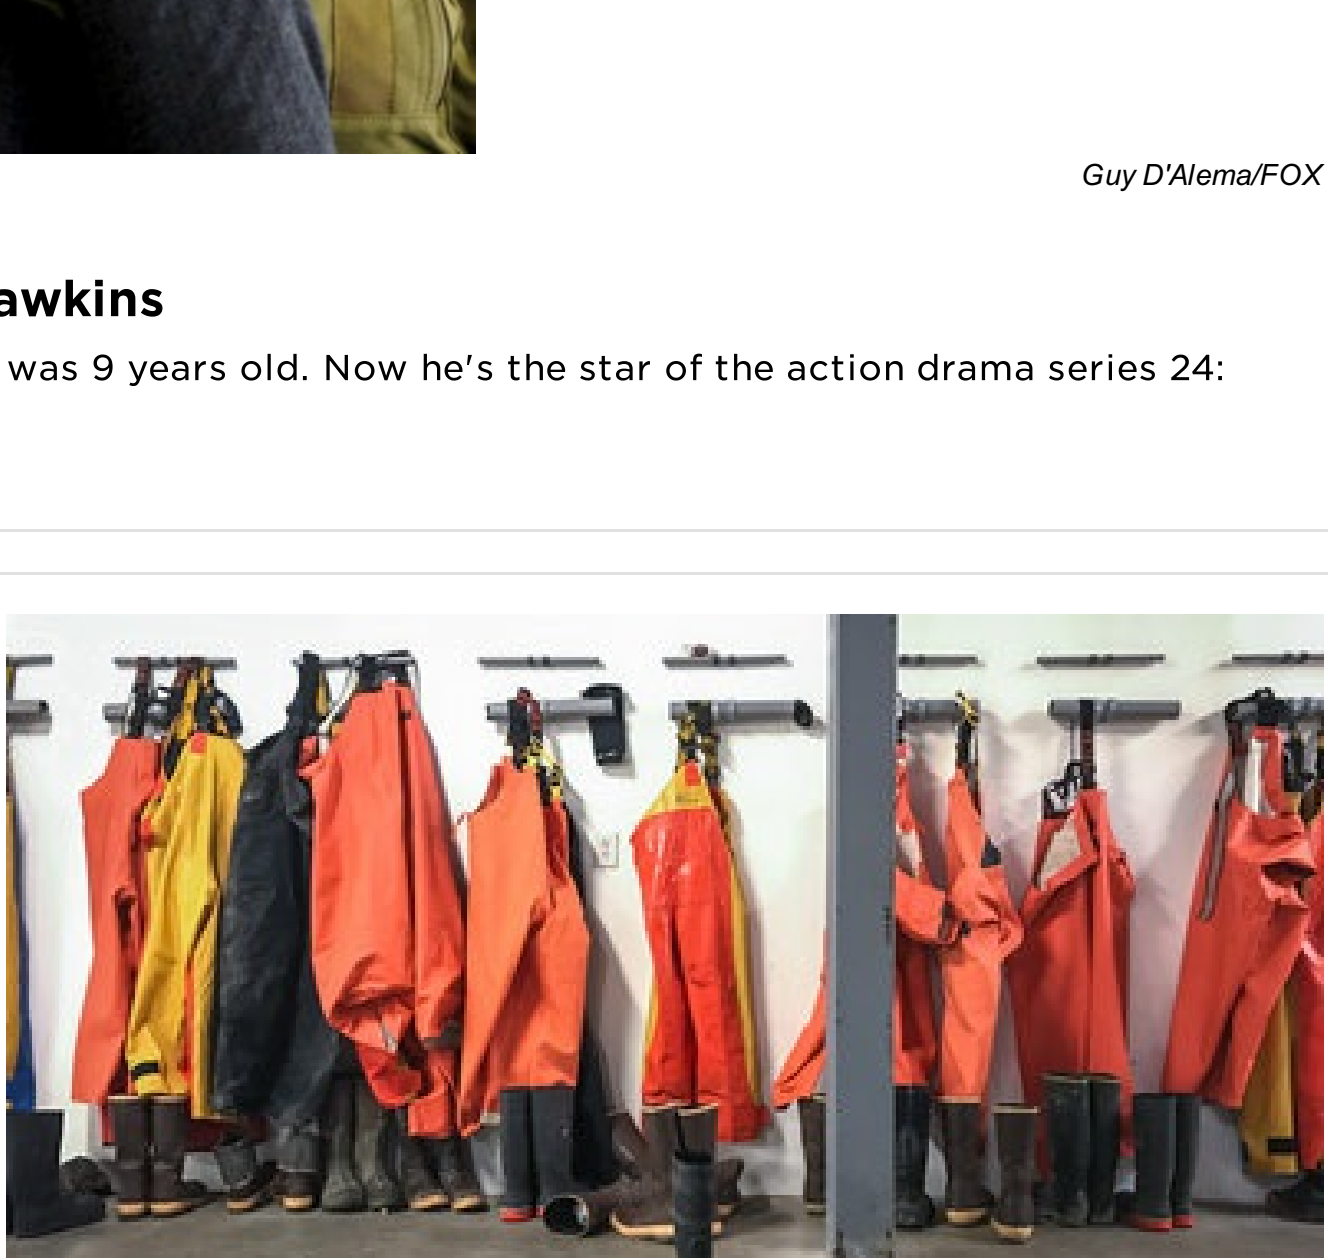 Guy D'Alema/FOX
awkins
was 9 years old. Now he's the star of the action drama series 24: